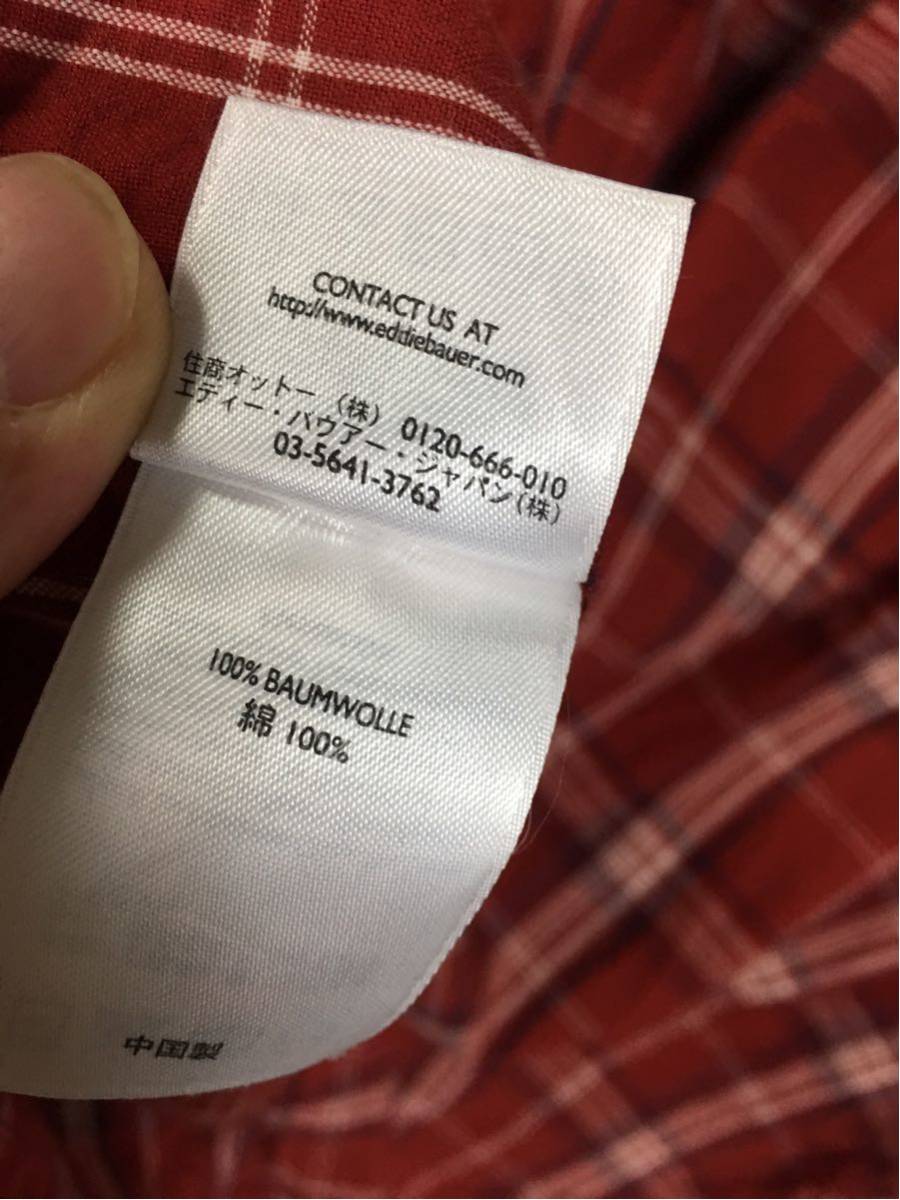 CONTACT US AT
http://www.eddiebauer.com
住商オットー (株) 0120-666-010
エディー・バウアー・ジャパン(株)
03-5641-3762
100% BAUMWOLLE
綿 100%
中国製